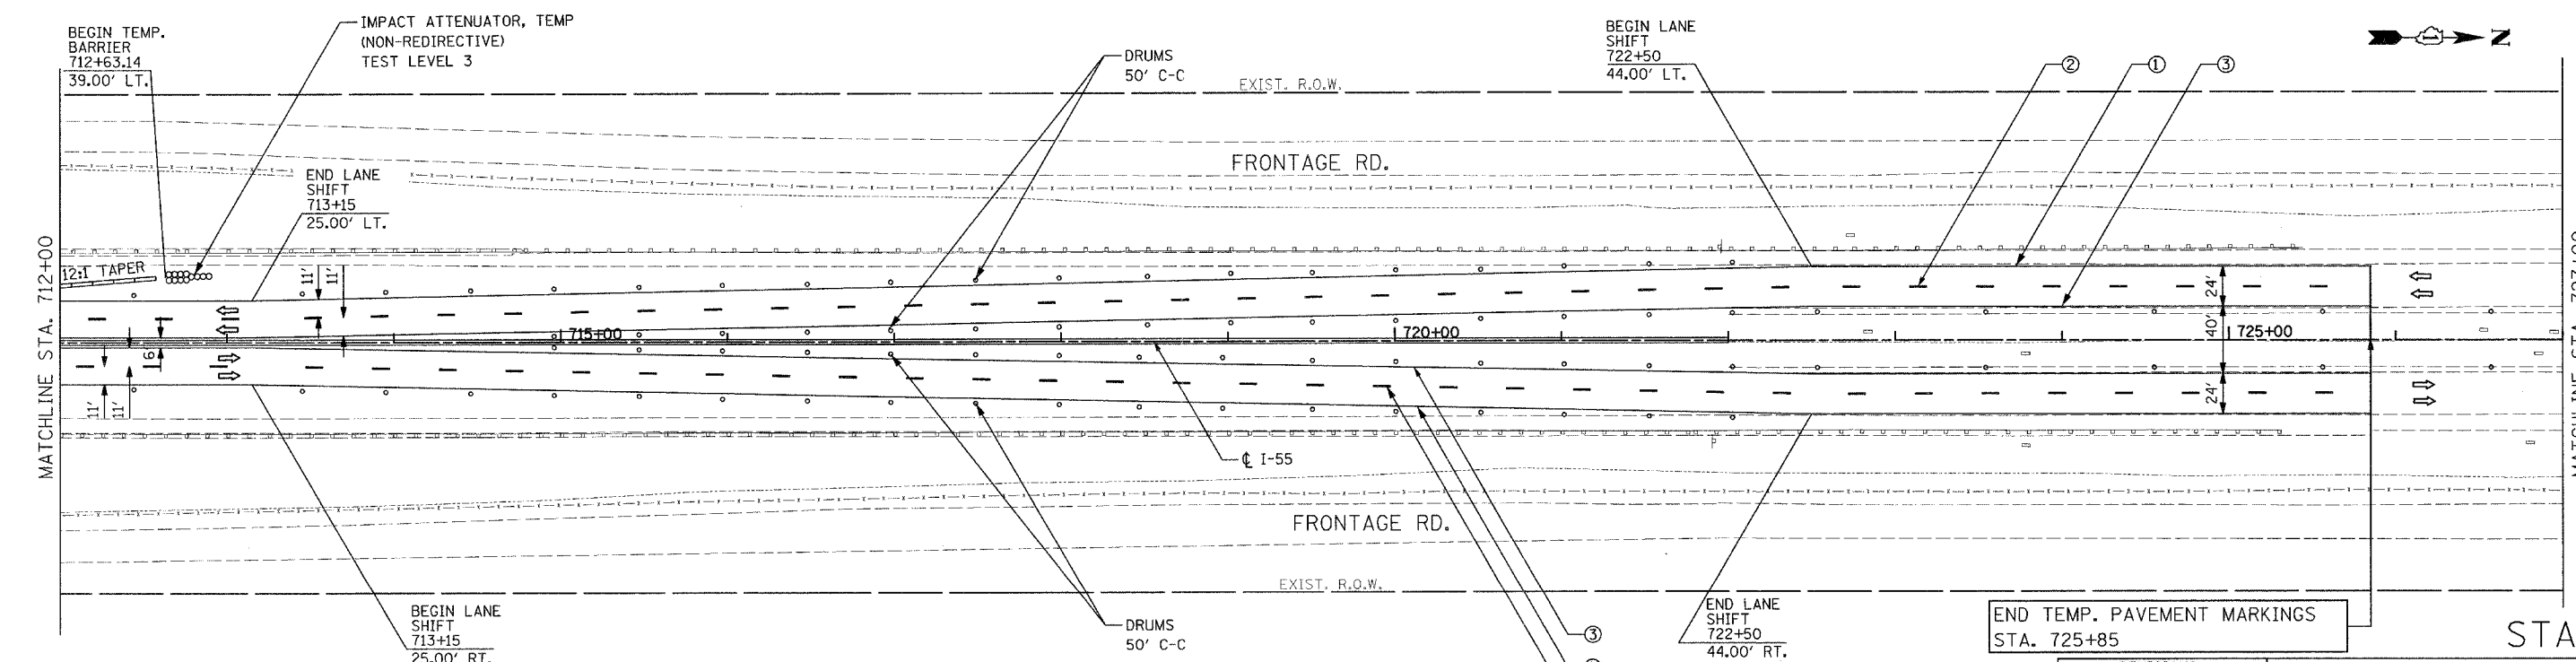 BEGIN TEMP.
BARRIER
712+63.14
39.00' LT.
IMPACT ATTENUATOR, TEMP
(NON-REDIRECTIVE)
TEST LEVEL 3
DRUMS
50' C-C
BEGIN LANE
SHIFT
722+50
44.00' LT.
N
EXIST. R.O.W.
②
①
③
FRONTAGE RD.
END LANE
SHIFT
713+15
25.00' LT.
MATCHLINE STA. 712+00
12:1 TAPER
11'
11'
24'
715+00
720+00
40'
725+00
6'
24'
11'
11'
℄ I-55
FRONTAGE RD.
EXIST. R.O.W.
BEGIN LANE
SHIFT
713+15
25.00' RT.
DRUMS
50' C-C
③
END LANE
SHIFT
722+50
44.00' RT.
END TEMP. PAVEMENT MARKINGS
STA. 725+85
STA